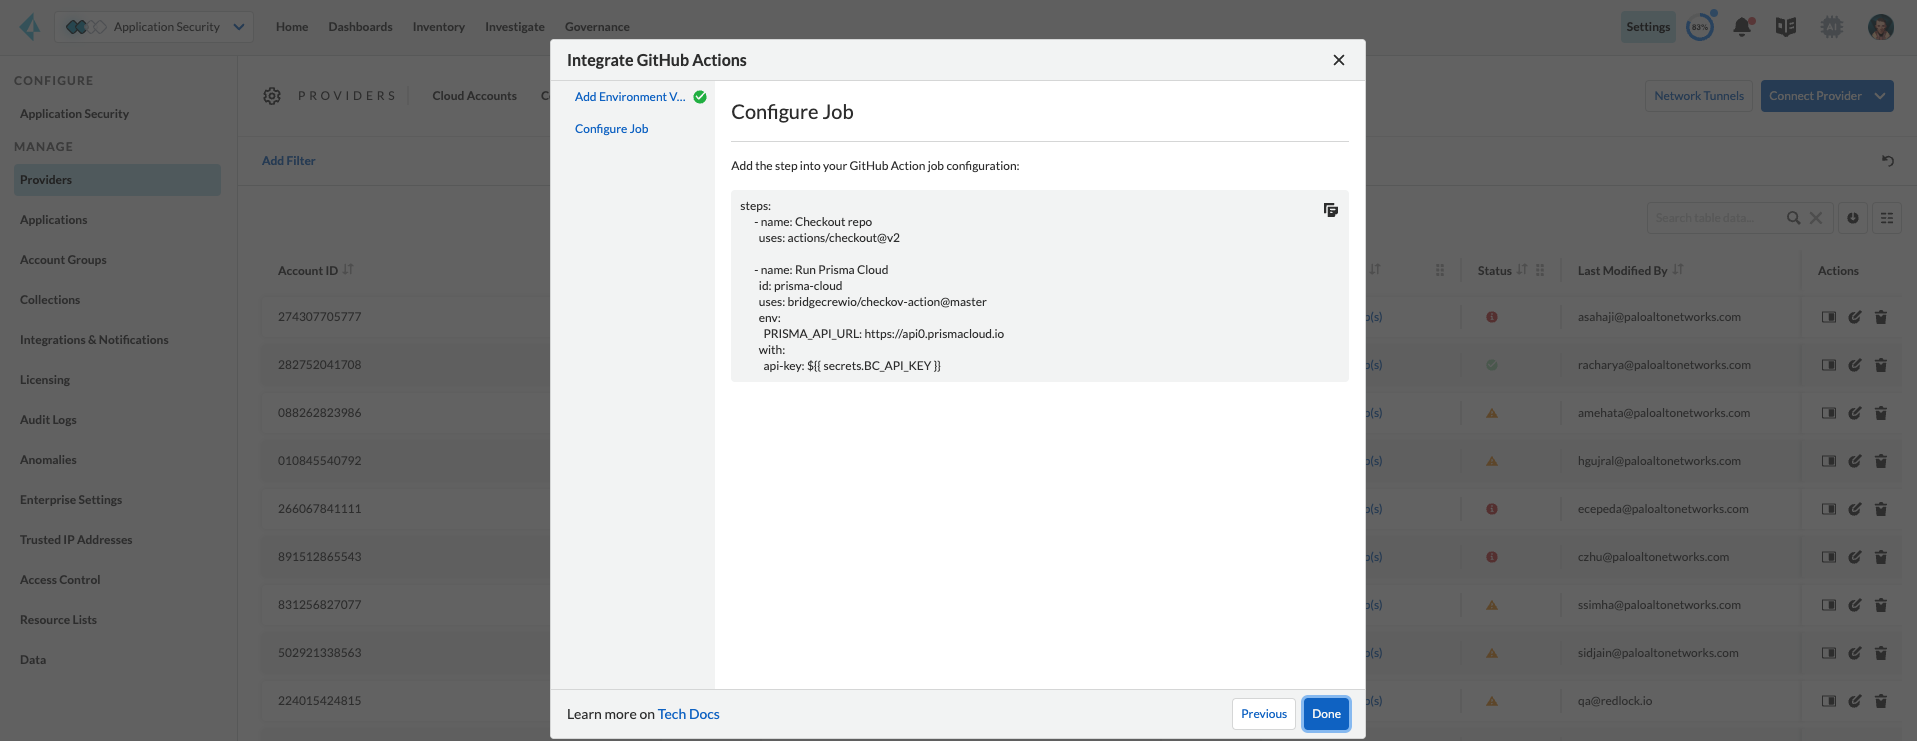 Application Security
Home
Dashboards
Inventory
Investigate
Governance
Settings
83%
AI
CONFIGURE
Application Security
MANAGE
Providers
Applications
Account Groups
Collections
Integrations & Notifications
Licensing
Audit Logs
Anomalies
Enterprise Settings
Trusted IP Addresses
Access Control
Resource Lists
Data
PROVIDERS
Cloud Accounts
Network Tunnels
Connect Provider
Add Filter
Search table data...
Account ID
Status
Last Modified By
Actions
274307705777
asahaji@paloaltonetworks.com
282752041708
racharya@paloaltonetworks.com
088262823986
amehata@paloaltonetworks.com
010845540792
hgujral@paloaltonetworks.com
266067841111
ecepeda@paloaltonetworks.com
891512865543
czhu@paloaltonetworks.com
831256827077
ssimha@paloaltonetworks.com
502921338563
sidjain@paloaltonetworks.com
224015424815
qa@redlock.io
Integrate GitHub Actions
Add Environment V...
Configure Job
Configure Job
Add the step into your GitHub Action job configuration:
steps:
- name: Checkout repo
uses: actions/checkout@v2
- name: Run Prisma Cloud
id: prisma-cloud
uses: bridgecrewio/checkov-action@master
env:
PRISMA_API_URL: https://api0.prismacloud.io
with:
api-key: ${{ secrets.BC_API_KEY }}
Learn more on Tech Docs
Previous
Done